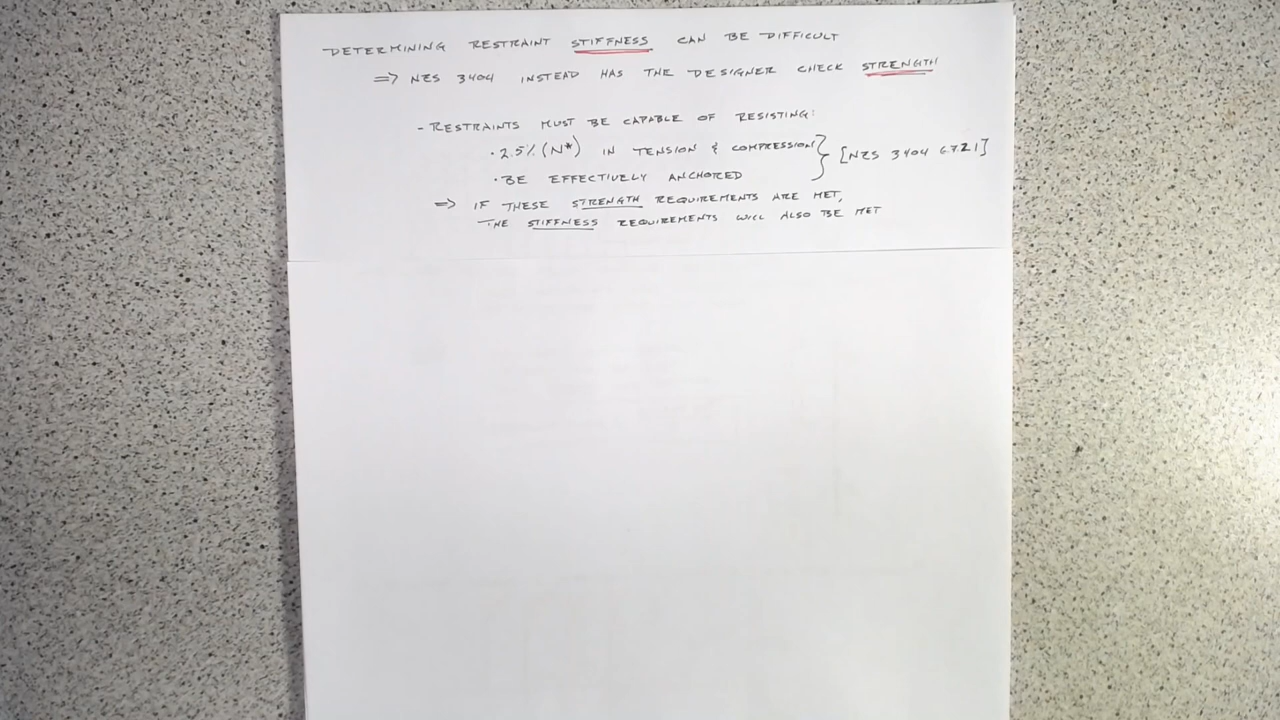 DETERMINING RESTRAINT STIFFNESS CAN BE DIFFICULT
⇒ NZS 3404 INSTEAD HAS THE DESIGNER CHECK STRENGTH
- RESTRAINTS MUST BE CAPABLE OF RESISTING:
• 2.5% (N*) IN TENSION & COMPRESSION
• BE EFFECTIVELY ANCHORED
} [NZS 3404 6.7.2.1]
⇒ IF THESE STRENGTH REQUIREMENTS ARE MET,
THE STIFFNESS REQUIREMENTS WILL ALSO BE MET